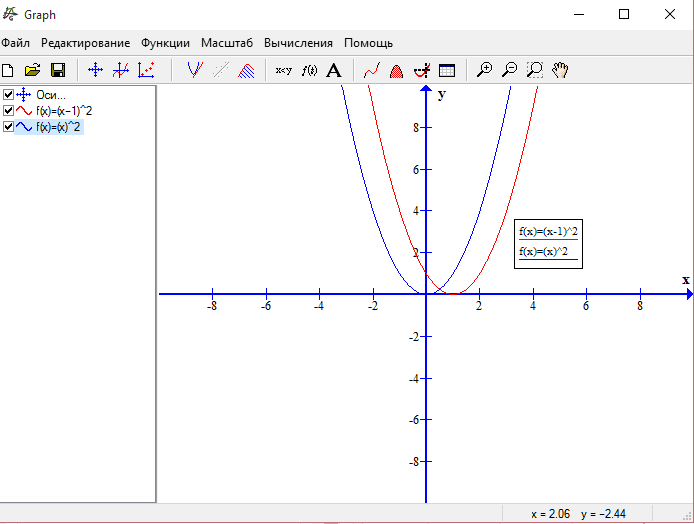 Graph
Файл Редактирование Функции Масштаб Вычисления Помощь
x<y f(x) A
Оси...
f(x)=(x-1)^2
f(x)=(x)^2
y
8
6
4
2
f(x)=(x-1)^2
f(x)=(x)^2
x
-8 -6 -4 -2 2 4 6 8
-2
-4
-6
-8
x = 2.06 y = -2.44